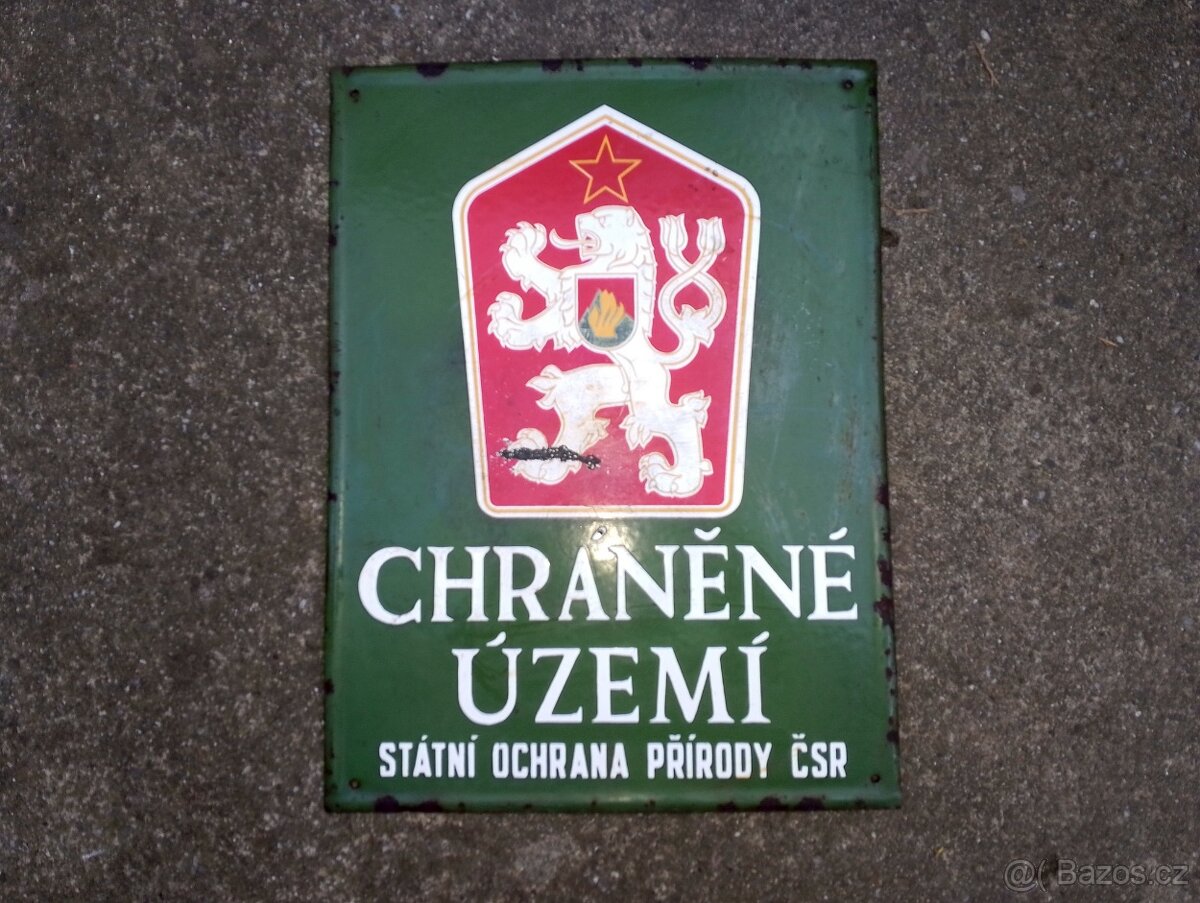 CHRANĚNÉ
ÚZEMÍ
STÁTNÍ OCHRANA PŘÍRODY ČSR
@( Bazos.cz